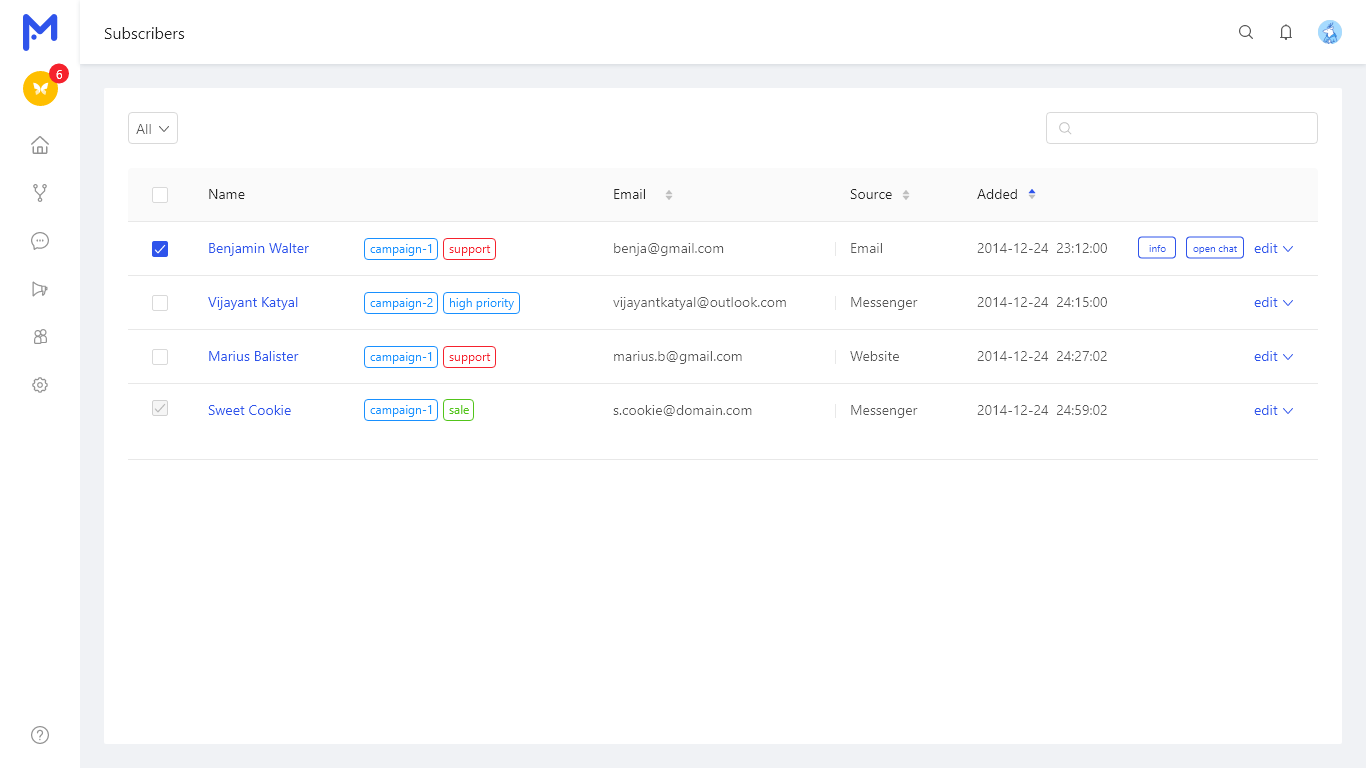 Subscribers
6
All
Name Email Source Added
Benjamin Walter campaign-1 support benja@gmail.com Email 2014-12-24 23:12:00 info open chat edit
Vijayant Katyal campaign-2 high priority vijayantkatyal@outlook.com Messenger 2014-12-24 24:15:00 edit
Marius Balister campaign-1 support marius.b@gmail.com Website 2014-12-24 24:27:02 edit
Sweet Cookie campaign-1 sale s.cookie@domain.com Messenger 2014-12-24 24:59:02 edit